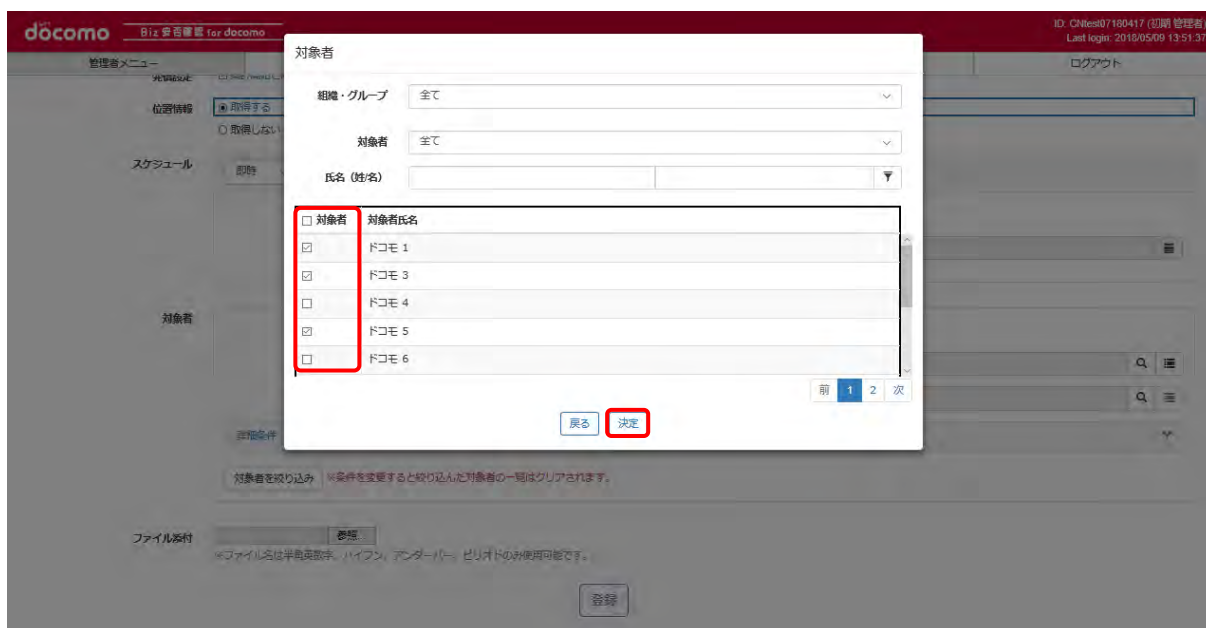 döcomo Biz 安否確認 for docomo
ID: CNtest07180417 (初期 管理者)
Last login: 2018/05/09 13:51:37
管理者メニュー
ログアウト
位置情報
取得する
取得しない
スケジュール
即時
対象者
詳細条件
対象者を絞り込み ※条件を変更すると絞り込んだ対象者の一覧はクリアされます。
ファイル添付
参照...
※ファイル名は半角英数字、ハイフン、アンダーバー、ピリオドのみ使用可能です。
登録
対象者
組織・グループ 全て
対象者 全て
氏名 (姓/名)
対象者 対象者氏名
ドコモ 1
ドコモ 3
ドコモ 4
ドコモ 5
ドコモ 6
前 1 2 次
戻る 決定